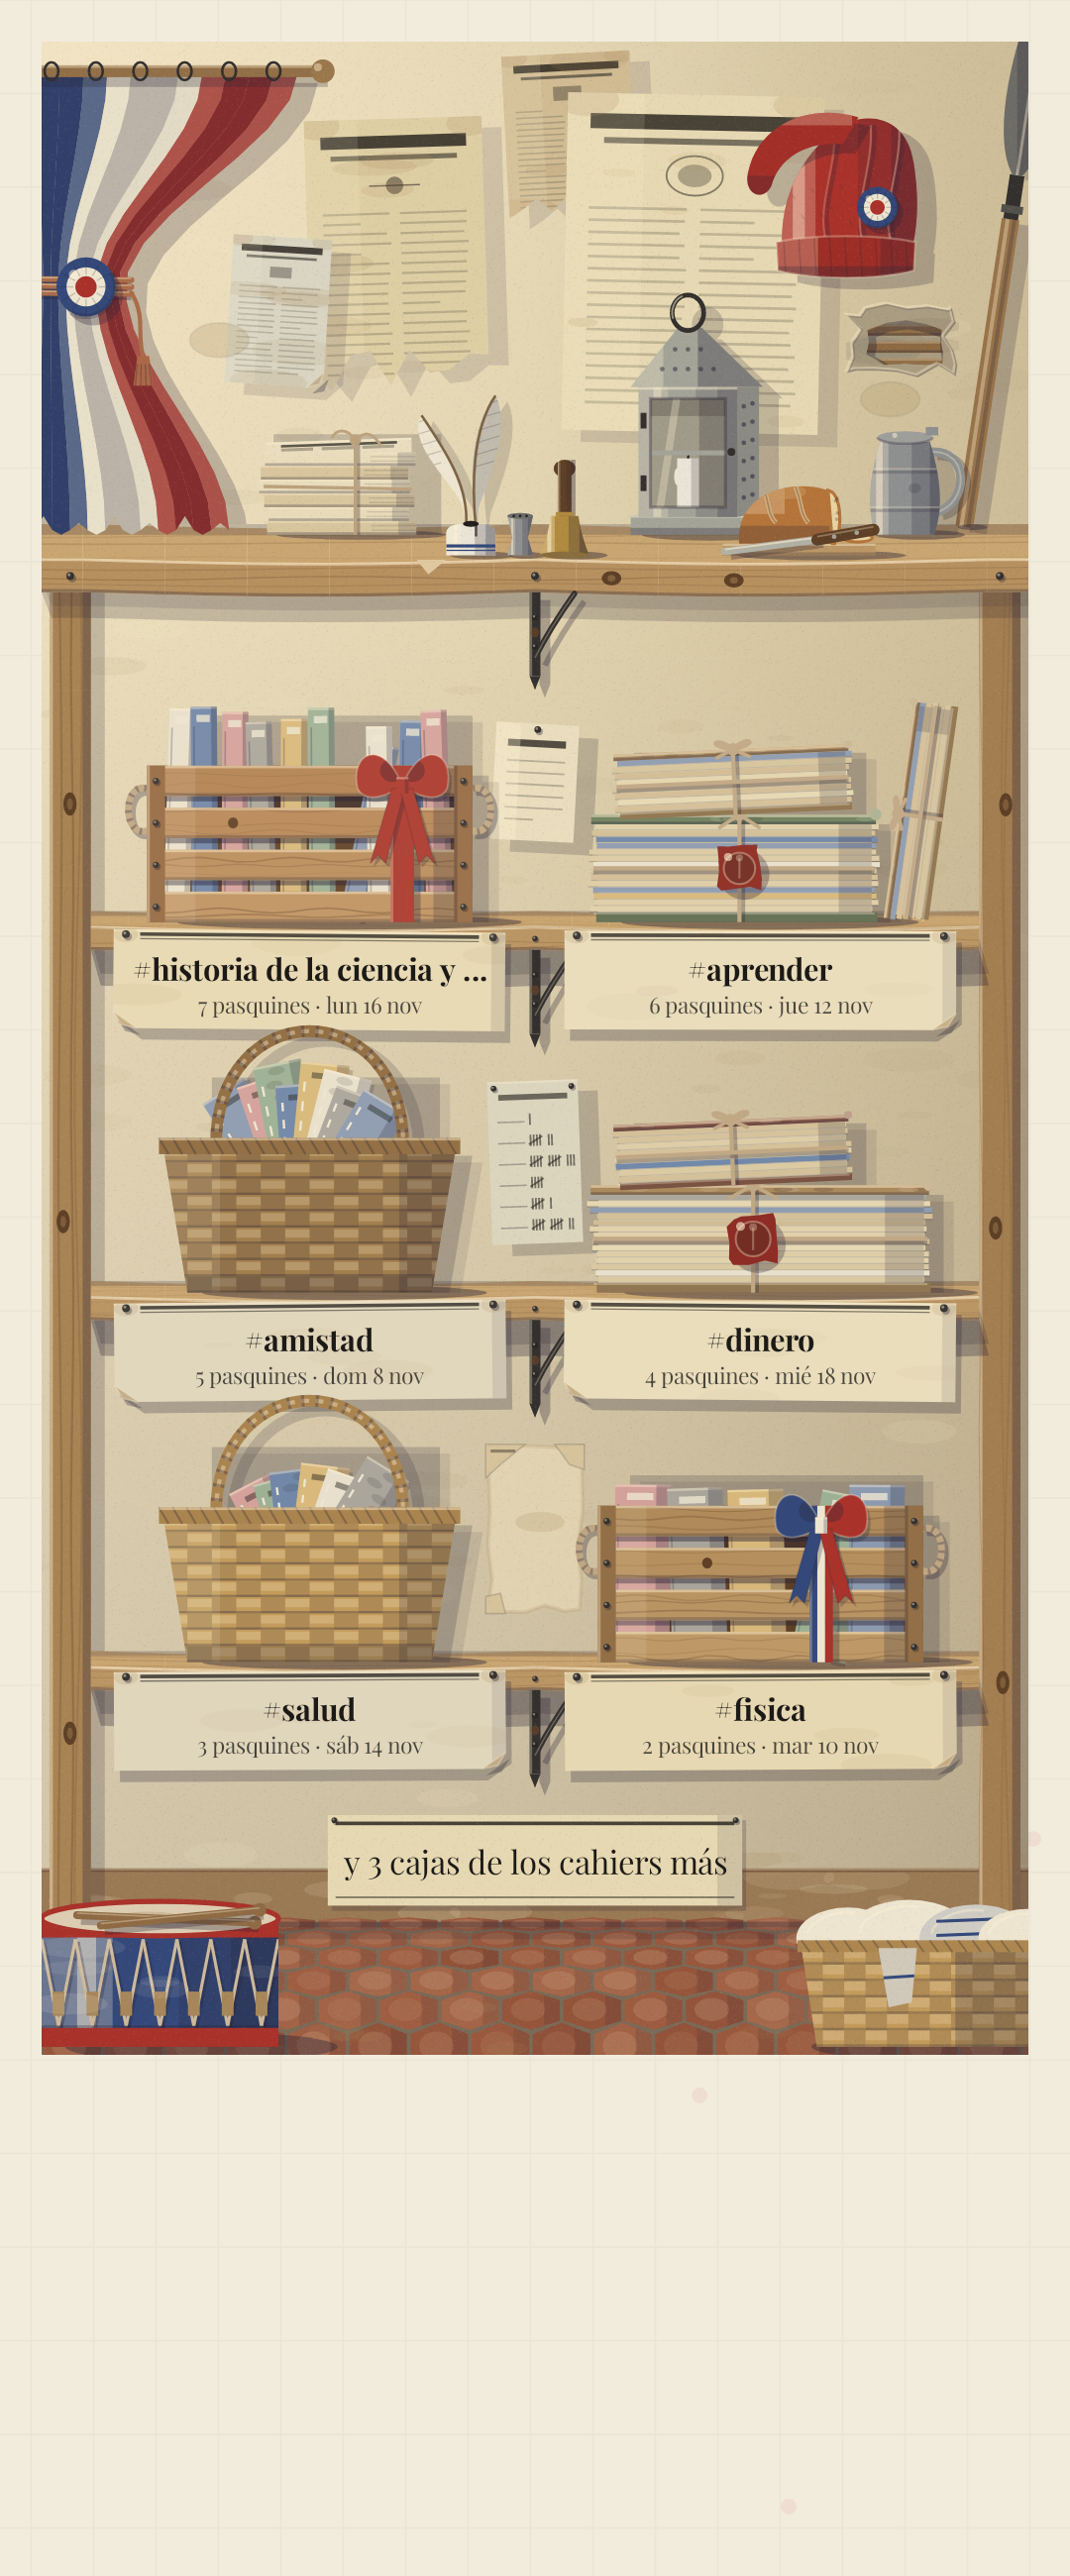 #historia de la ciencia y ...
7 pasquines · lun 16 nov
#aprender
6 pasquines · jue 12 nov
#amistad
5 pasquines · dom 8 nov
#dinero
4 pasquines · mié 18 nov
#salud
3 pasquines · sáb 14 nov
#fisica
2 pasquines · mar 10 nov
y 3 cajas de los cahiers más